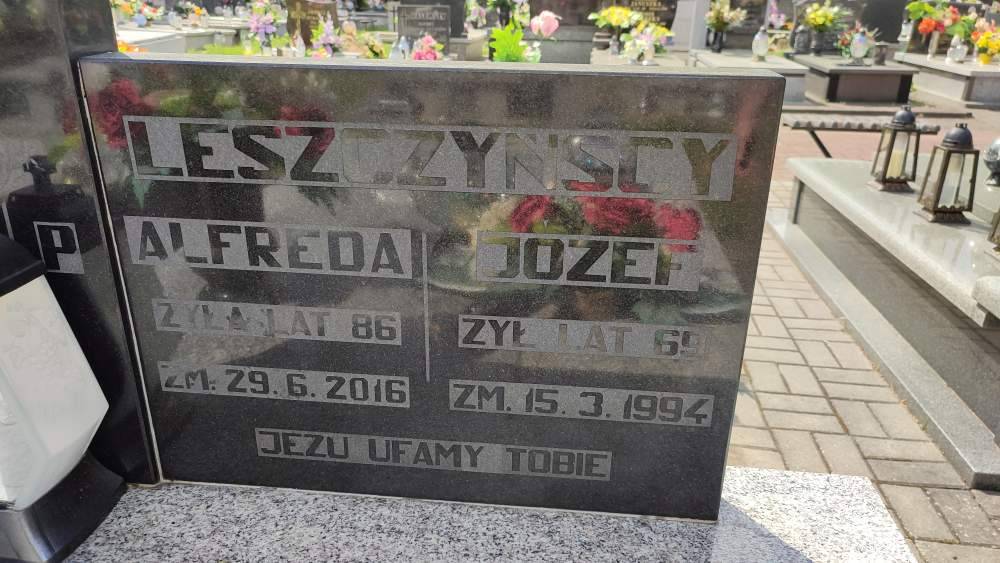 LESZCZYŃSCY
ALFREDA
ŻYŁA LAT 86
ZM. 29. 6. 2016
JÓZEF
ŻYŁ LAT 69
ZM. 15. 3. 1994
JEZU UFAMY TOBIE
P